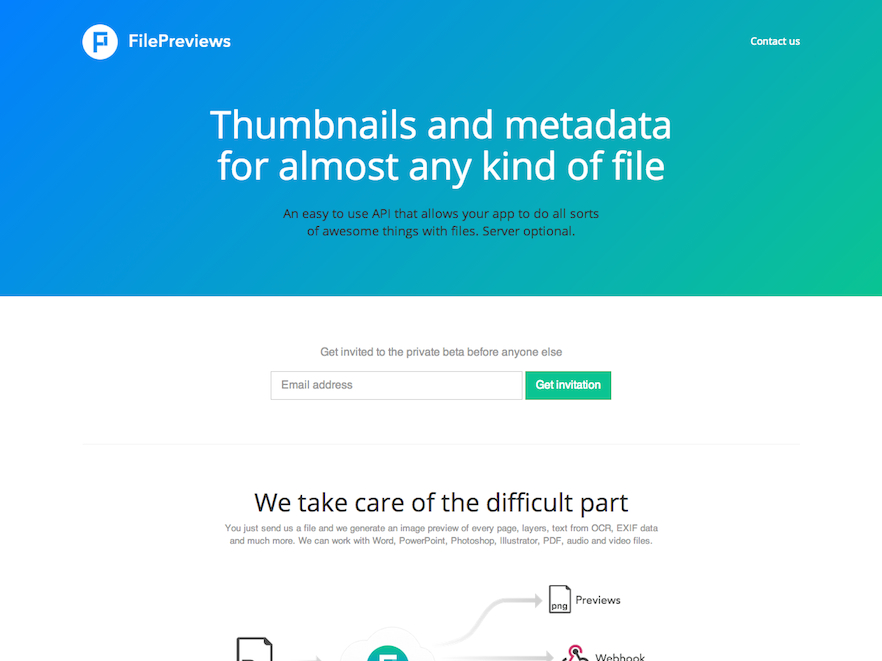 FilePreviews
Contact us
Thumbnails and metadata
for almost any kind of file
An easy to use API that allows your app to do all sorts
of awesome things with files. Server optional.
Get invited to the private beta before anyone else
Email address
Get invitation
We take care of the difficult part
You just send us a file and we generate an image preview of every page, layers, text from OCR, EXIF data
and much more. We can work with Word, PowerPoint, Photoshop, Illustrator, PDF, audio and video files.
png
Previews
Webhook